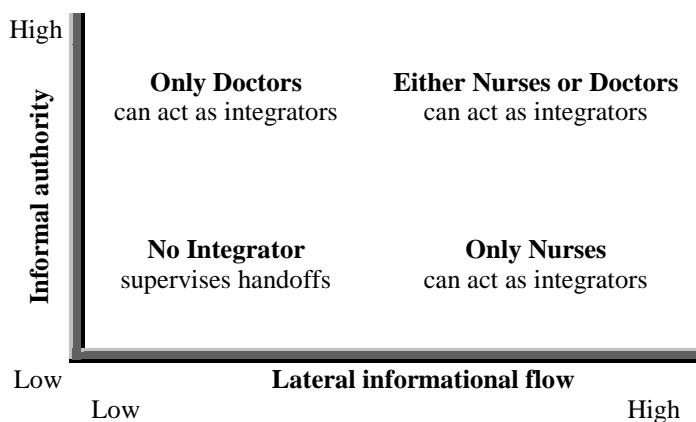 High
Only Doctors
can act as integrators
Either Nurses or Doctors
can act as integrators
Informal authority
No Integrator
supervises handoffs
Only Nurses
can act as integrators
Low
Lateral informational flow
Low
High